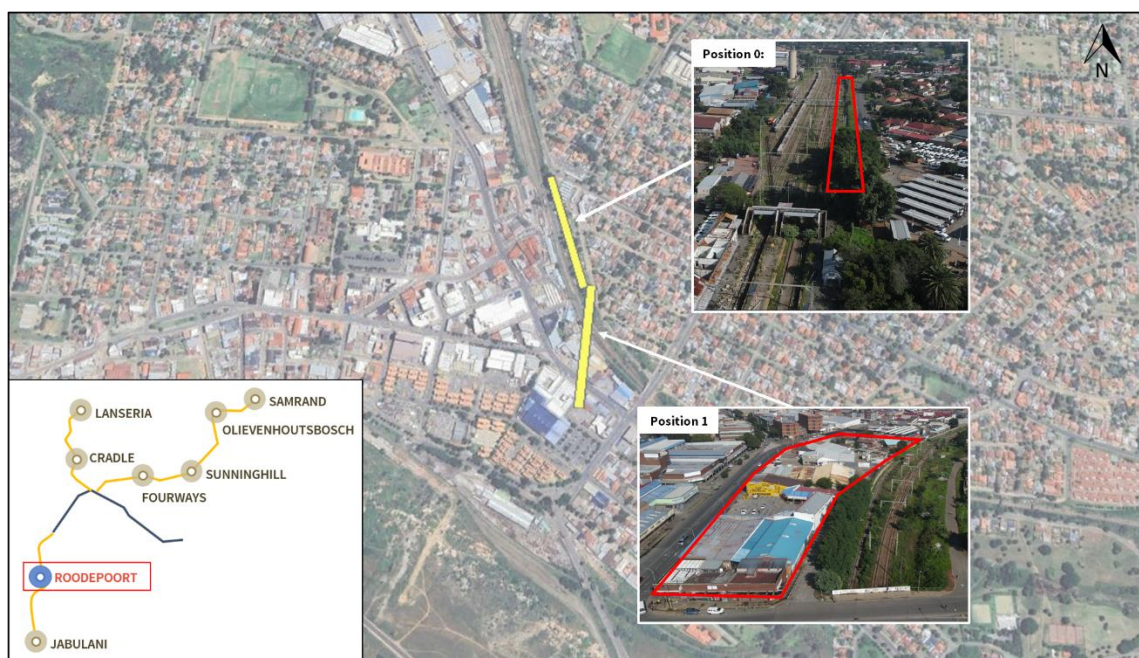 Position 0:
N
Position 1
LANSERIA
SAMRAND
OLIEVENHOUTSBOSCH
CRADLE
SUNNINGHILL
FOURWAYS
ROODEPOORT
JABULANI